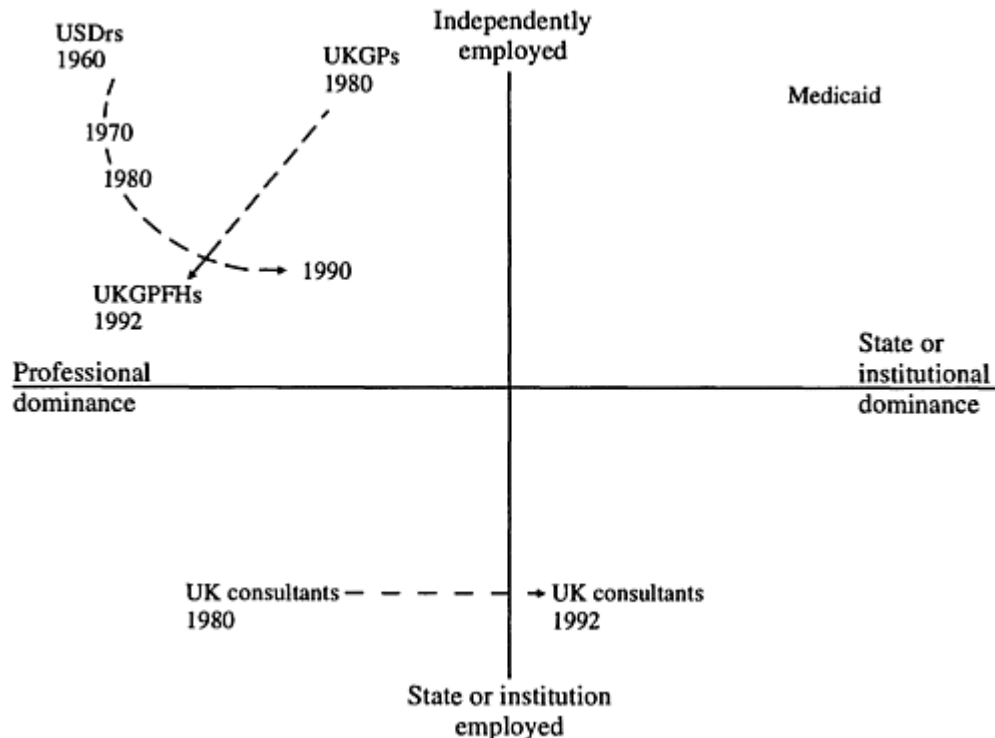 Independently
employed
USDrs
1960
UKGPs
1980
Medicaid
1970
1980
1990
UKGPFHs
1992
Professional
dominance
State or
institutional
dominance
UK consultants
1980
UK consultants
1992
State or institution
employed